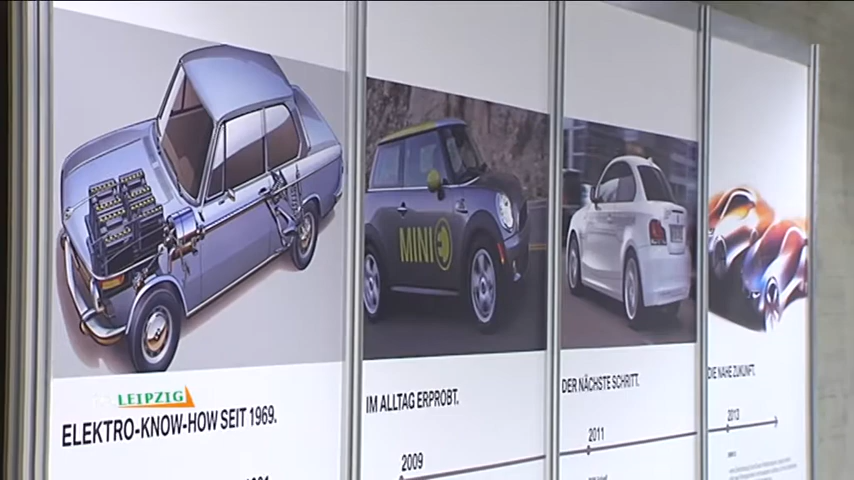 MINI E
LEIPZIG
ELEKTRO-KNOW-HOW SEIT 1969.
IM ALLTAG ERPROBT.
2009
DER NÄCHSTE SCHRITT.
2011
DIE NAHE ZUKUNFT.
2013